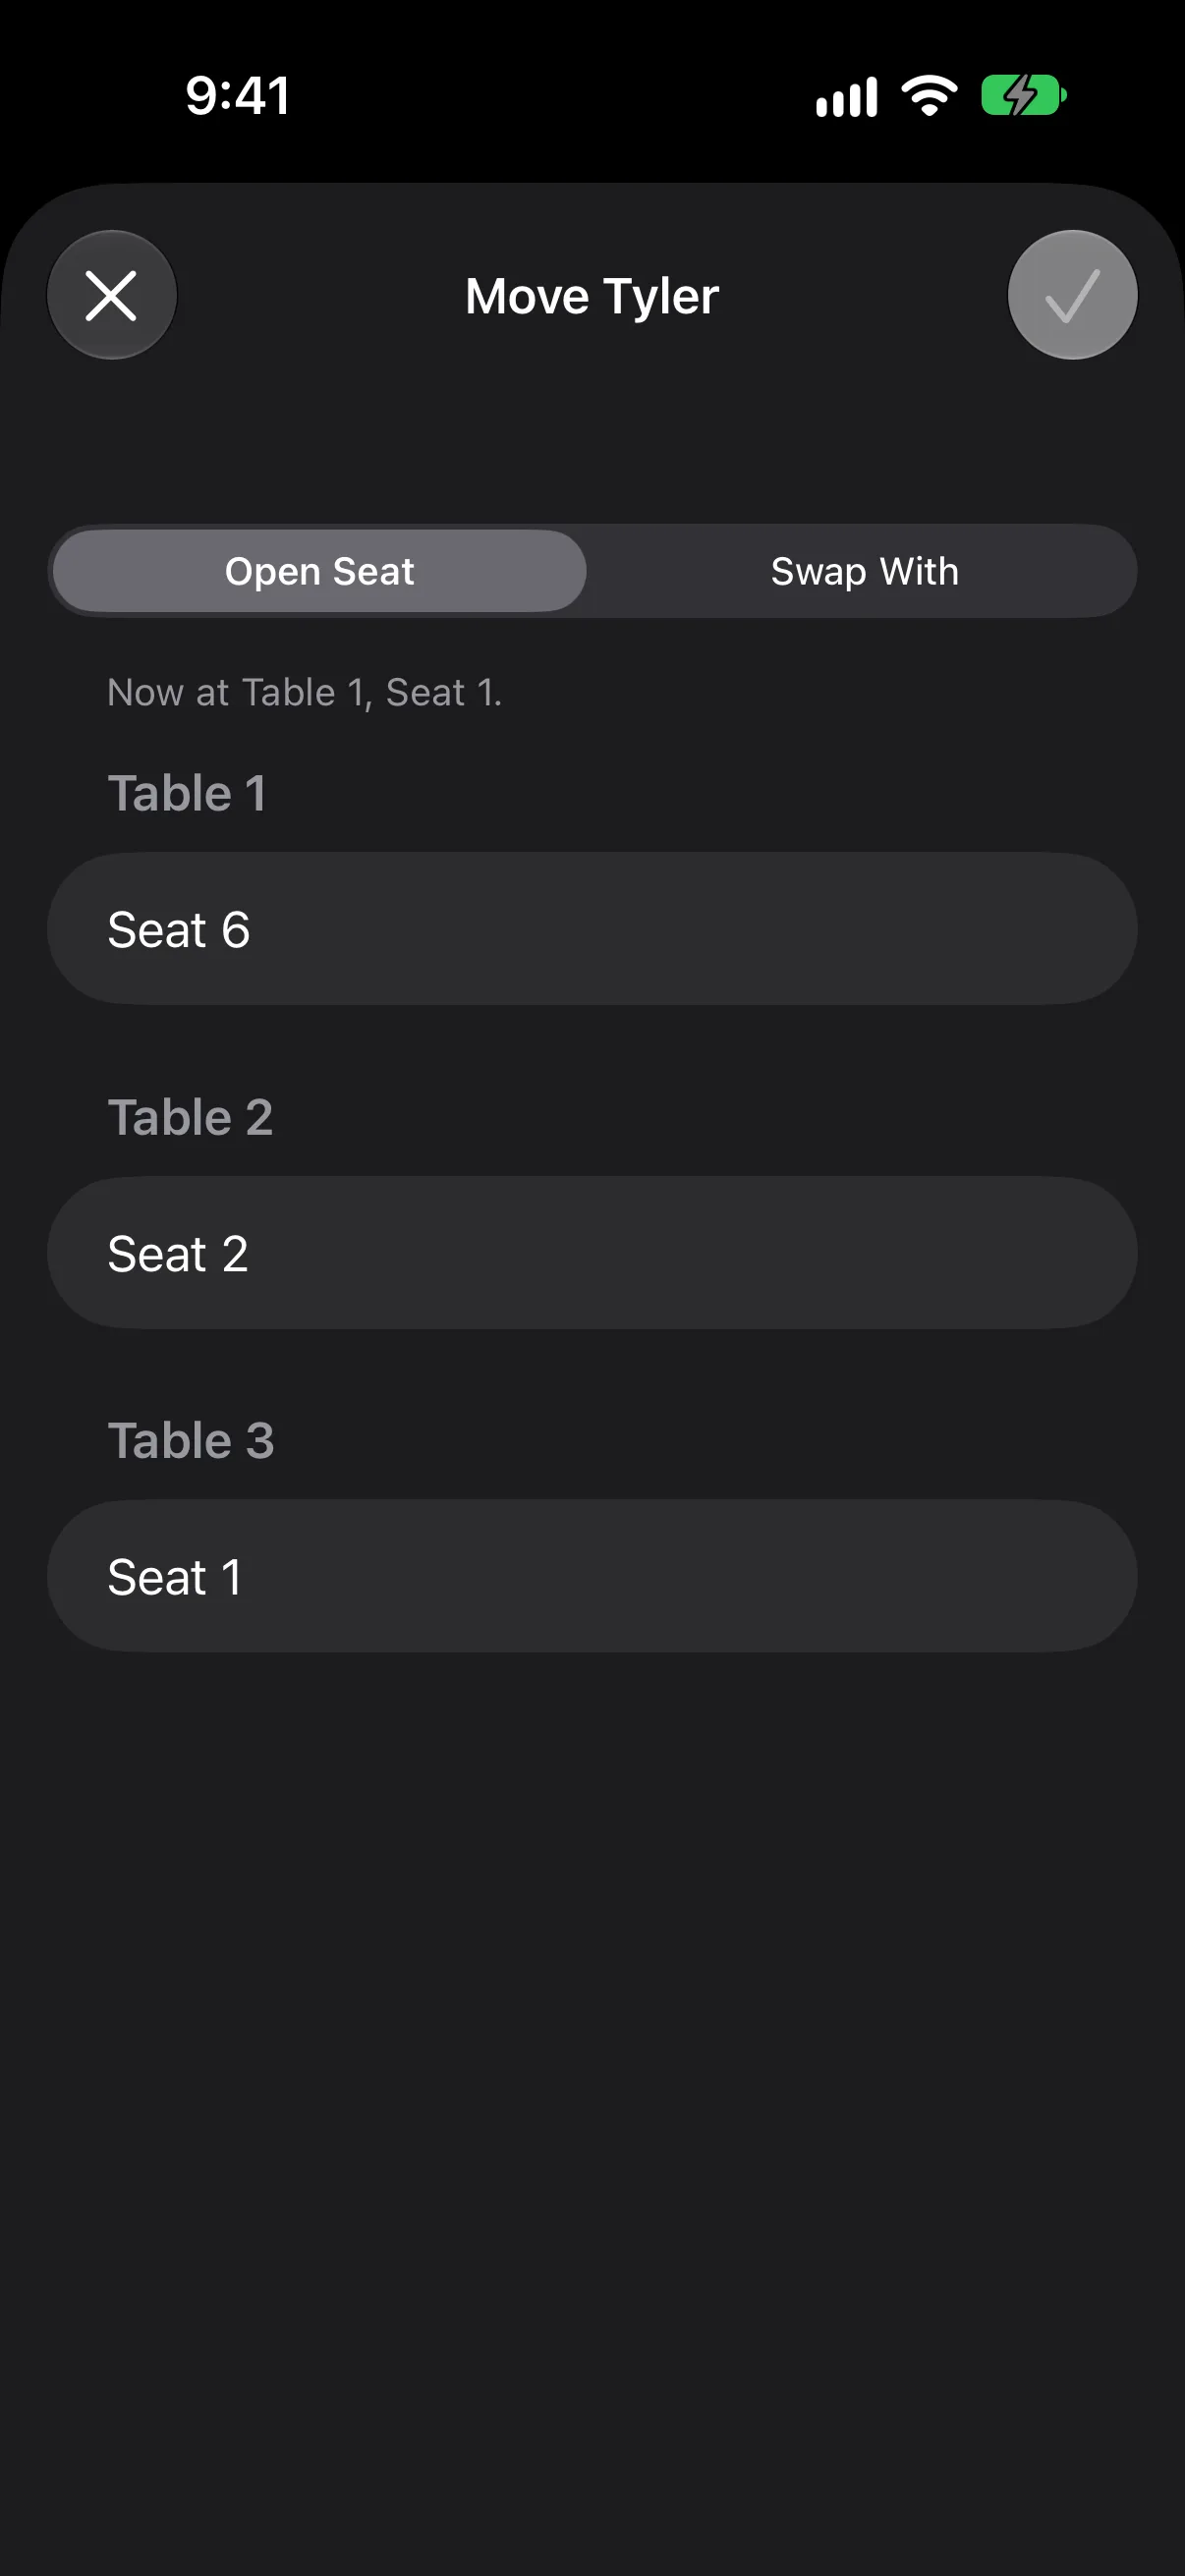 9:41
Move Tyler
Open Seat
Swap With
Now at Table 1, Seat 1.
Table 1
Seat 6
Table 2
Seat 2
Table 3
Seat 1